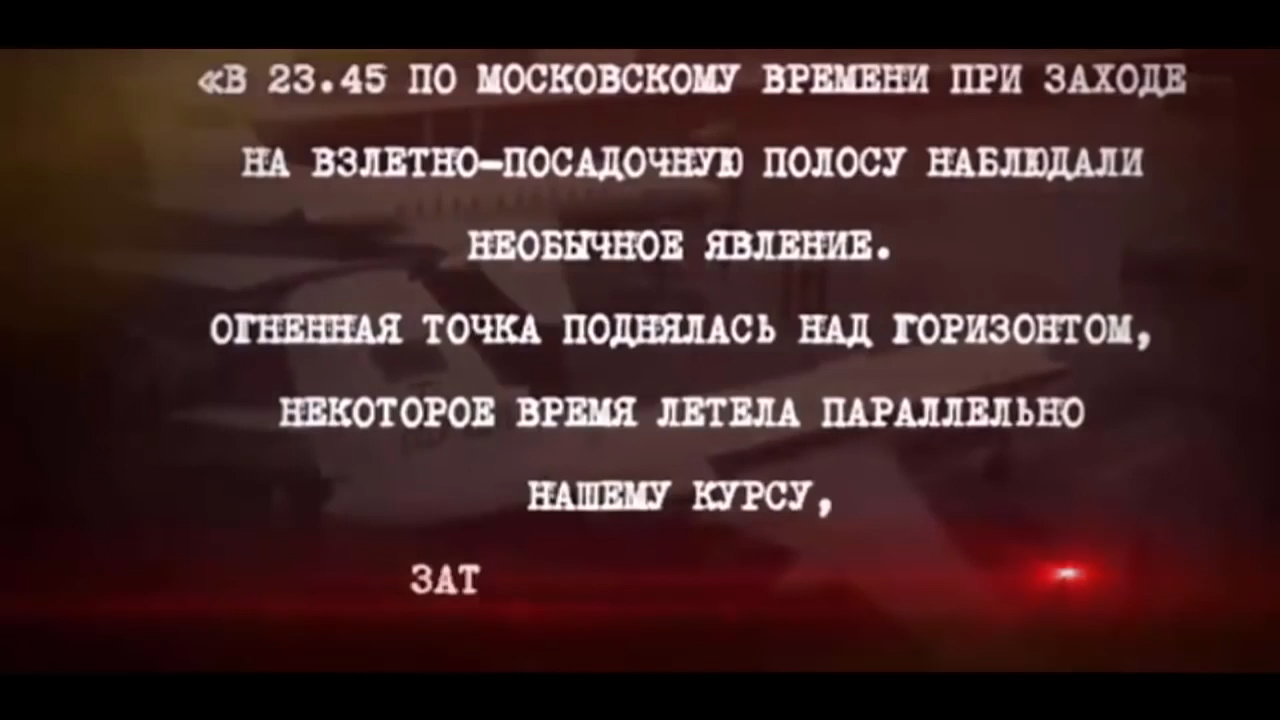 «В 23.45 ПО МОСКОВСКОМУ ВРЕМЕНИ ПРИ ЗАХОДЕ
НА ВЗЛЕТНО-ПОСАДОЧНУЮ ПОЛОСУ НАБЛЮДАЛИ
НЕОБЫЧНОЕ ЯВЛЕНИЕ.
ОГНЕННАЯ ТОЧКА ПОДНЯЛАСЬ НАД ГОРИЗОНТОМ,
НЕКОТОРОЕ ВРЕМЯ ЛЕТЕЛА ПАРАЛЛЕЛЬНО
НАШЕМУ КУРСУ,
ЗАТ